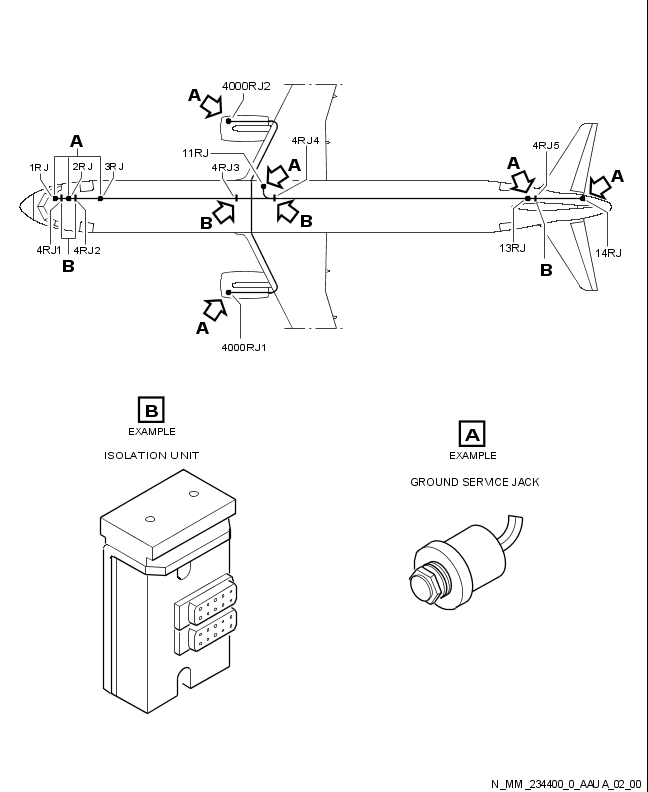 A
4000RJ2
11RJ
4RJ4
A
4RJ5
A
1RJ
2RJ
3RJ
4RJ3
A
A
A
B
B
4RJ1
4RJ2
13RJ
14RJ
B
B
A
4000RJ1
B
EXAMPLE
ISOLATION UNIT
A
EXAMPLE
GROUND SERVICE JACK
N_MM_234400_0_AAUA_02_00